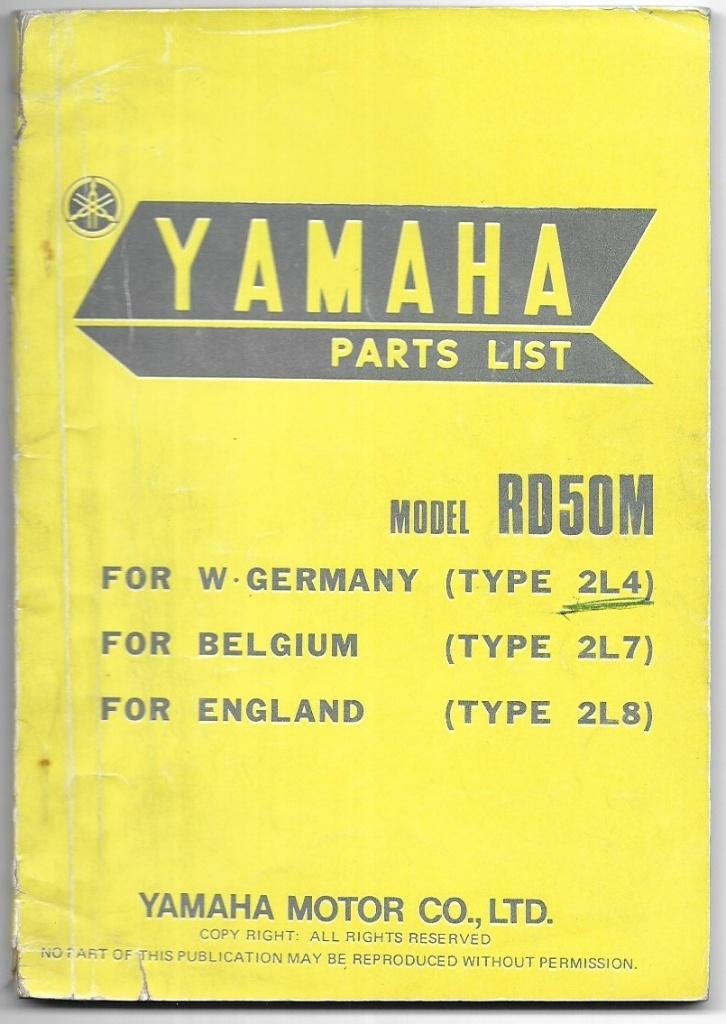 YAMAHA
PARTS LIST
MODEL RD50M
FOR W·GERMANY (TYPE 2L4)
FOR BELGIUM (TYPE 2L7)
FOR ENGLAND (TYPE 2L8)
YAMAHA MOTOR CO., LTD.
COPY RIGHT: ALL RIGHTS RESERVED
NO PART OF THIS PUBLICATION MAY BE REPRODUCED WITHOUT PERMISSION.